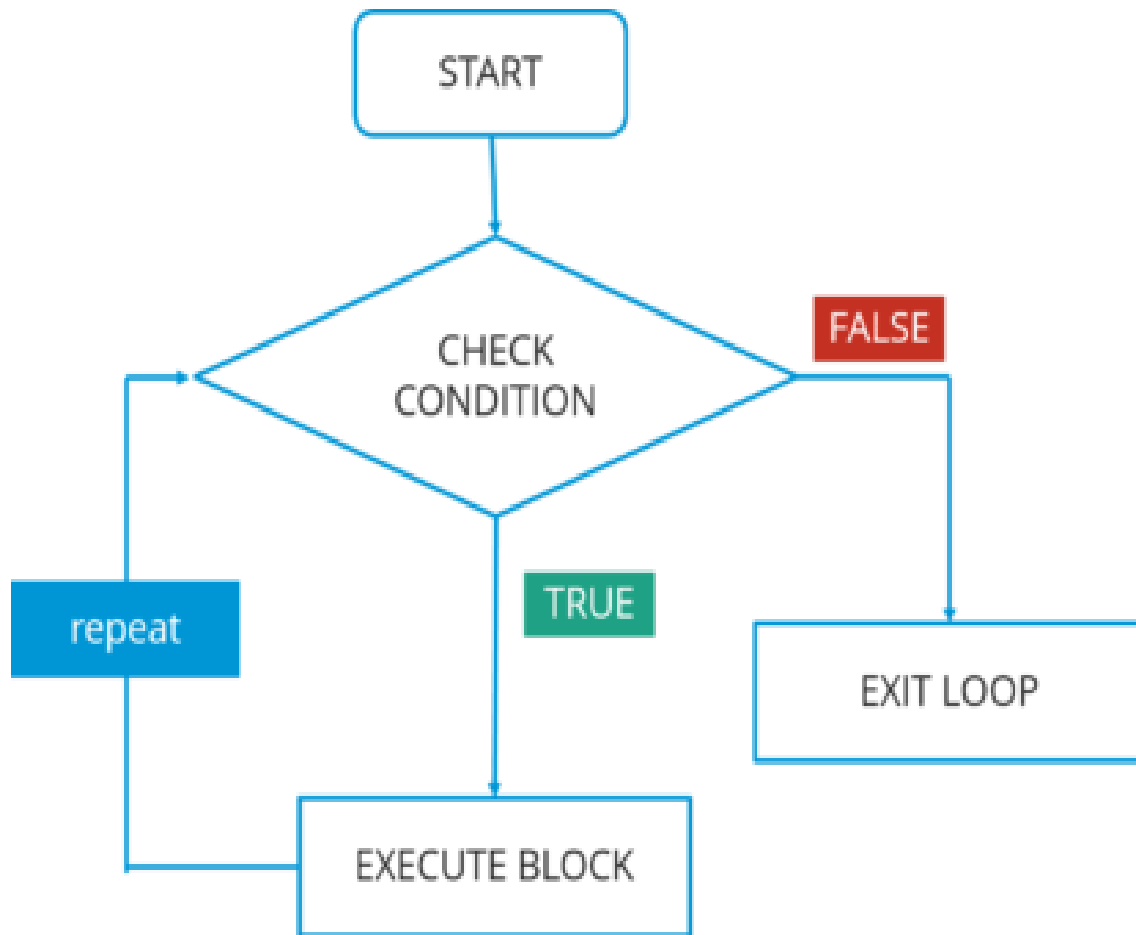 START
CHECK
CONDITION
FALSE
TRUE
repeat
EXIT LOOP
EXECUTE BLOCK